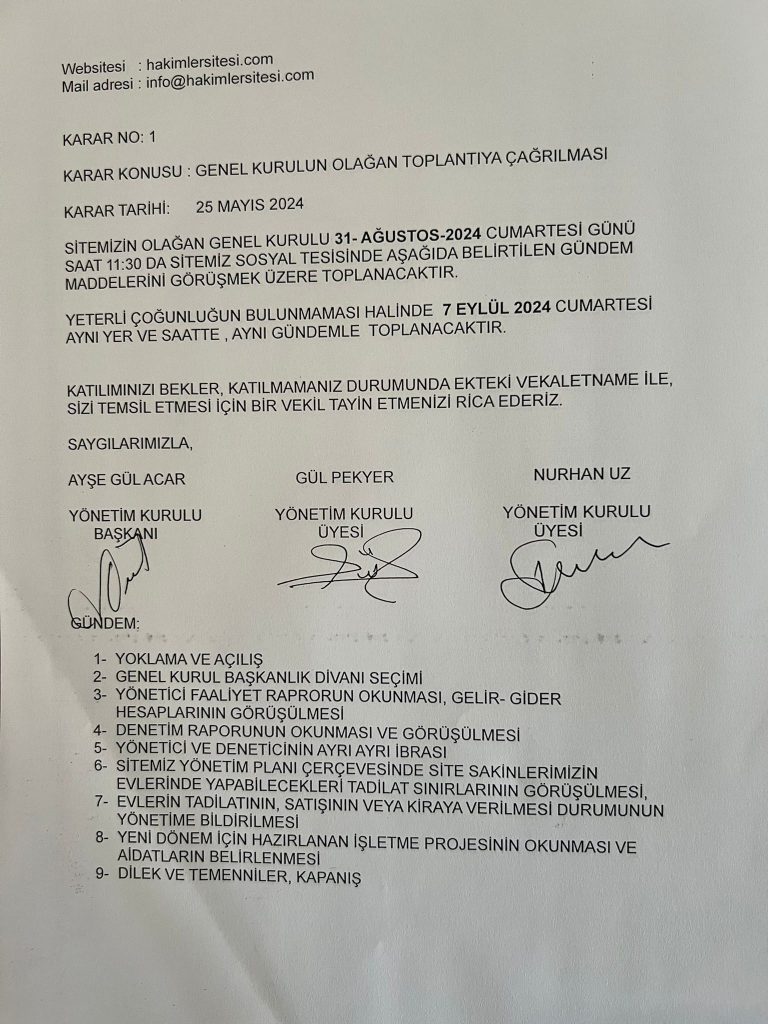 Websitesi : hakimlersitesi.com
Mail adresi : info@hakimlersitesi.com
KARAR NO: 1
KARAR KONUSU : GENEL KURULUN OLAĞAN TOPLANTIYA ÇAĞRILMASI
KARAR TARİHİ: 25 MAYIS 2024
SİTEMİZİN OLAĞAN GENEL KURULU 31- AĞUSTOS-2024 CUMARTESİ GÜNÜ
SAAT 11:30 DA SİTEMİZ SOSYAL TESİSİNDE AŞAĞIDA BELİRTİLEN GÜNDEM
MADDELERİNİ GÖRÜŞMEK ÜZERE TOPLANACAKTIR.
YETERLİ ÇOĞUNLUĞUN BULUNMAMASI HALİNDE 7 EYLÜL 2024 CUMARTESİ
AYNI YER VE SAATTE , AYNI GÜNDEMLE TOPLANACAKTIR.
KATILIMINIZI BEKLER, KATILMAMANIZ DURUMUNDA EKTEKİ VEKALETNAME İLE,
SİZİ TEMSİL ETMESİ İÇİN BİR VEKİL TAYİN ETMENİZİ RİCA EDERİZ.
SAYGILARIMIZLA,
AYŞE GÜL ACAR GÜL PEKYER NURHAN UZ
YÖNETİM KURULU YÖNETİM KURULU YÖNETİM KURULU
BAŞKANI ÜYESİ ÜYESİ
GÜNDEM:
1- YOKLAMA VE AÇILIŞ
2- GENEL KURUL BAŞKANLIK DİVANI SEÇİMİ
3- YÖNETİCİ FAALİYET RAPRORUN OKUNMASI, GELİR- GİDER
HESAPLARININ GÖRÜŞÜLMESİ
4- DENETİM RAPORUNUN OKUNMASI VE GÖRÜŞÜLMESİ
5- YÖNETİCİ VE DENETİCİNİN AYRI AYRI İBRASI
6- SİTEMİZ YÖNETİM PLANI ÇERÇEVESİNDE SİTE SAKİNLERİMİZİN
EVLERİNDE YAPABİLECEKLERİ TADİLAT SINIRLARININ GÖRÜŞÜLMESİ,
7- EVLERİN TADİLATININ, SATIŞININ VEYA KİRAYA VERİLMESİ DURUMUNUN
YÖNETİME BİLDİRİLMESİ
8- YENİ DÖNEM İÇİN HAZIRLANAN İŞLETME PROJESİNİN OKUNMASI VE
AİDATLARIN BELİRLENMESİ
9- DİLEK VE TEMENNİLER, KAPANIŞ